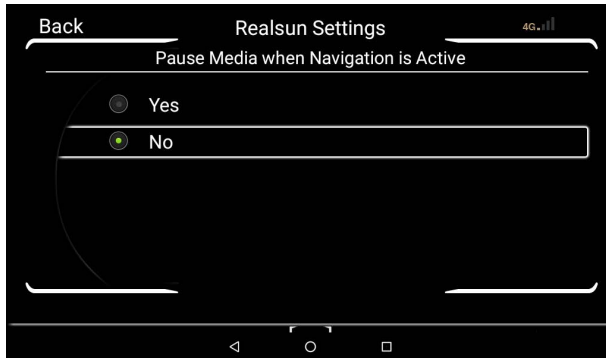 Back
Realsun Settings
4G
Pause Media when Navigation is Active
Yes
No